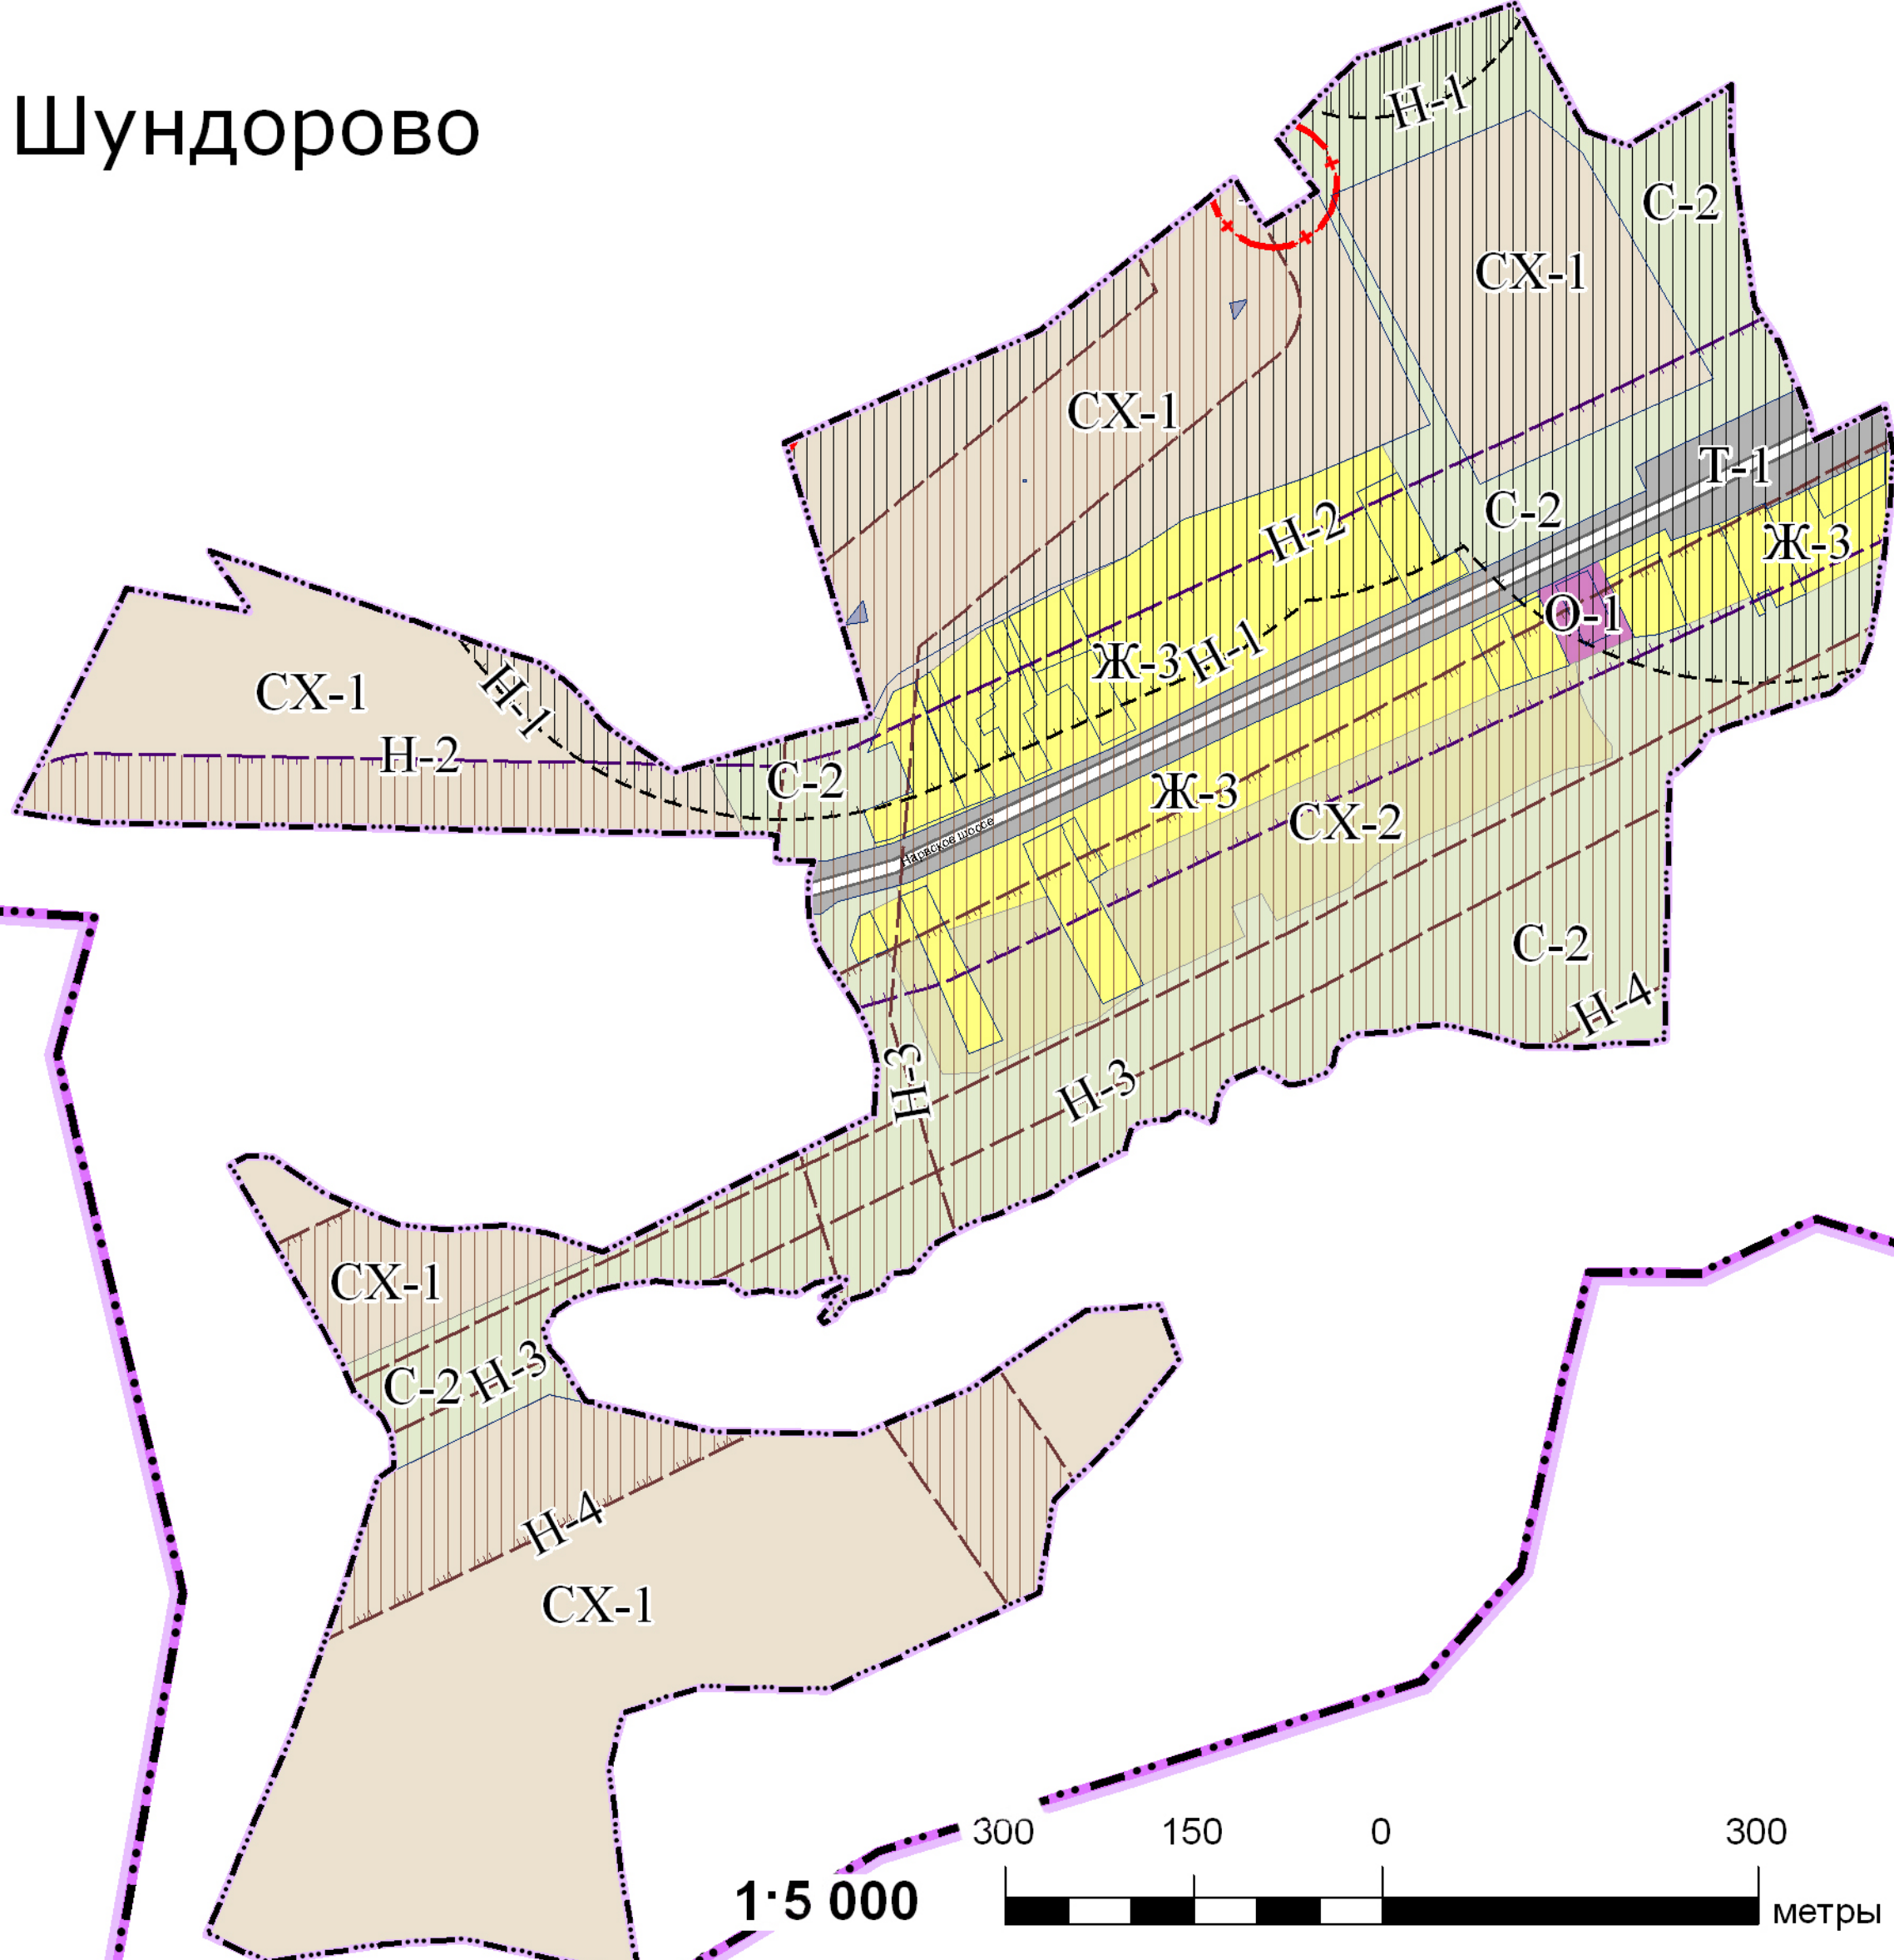 Шундорово
Н-1
С-2
СХ-1
СХ-1
Т-1
С-2
Н-2
Ж-3
О-1
Ж-3
Н-1
СХ-1
Н-1
Н-2
С-2
Ж-3
СХ-2
Нарвское шоссе
С-2
Н-4
Н-3
Н-3
СХ-1
С-2
Н-3
Н-4
СХ-1
300 150 0 300
1:5 000
метры